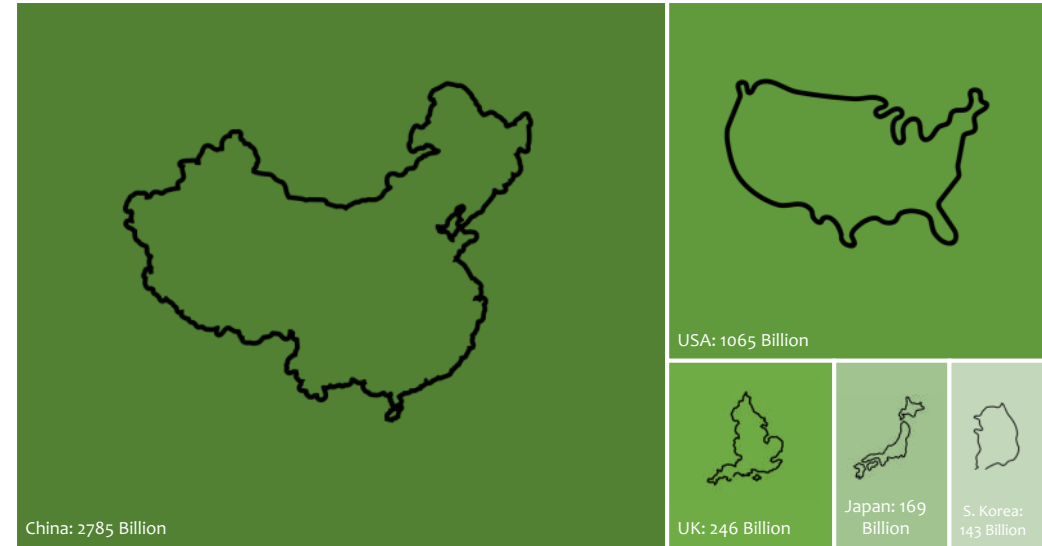 China: 2785 Billion
USA: 1065 Billion
UK: 246 Billion
Japan: 169
Billion
S. Korea:
143 Billion